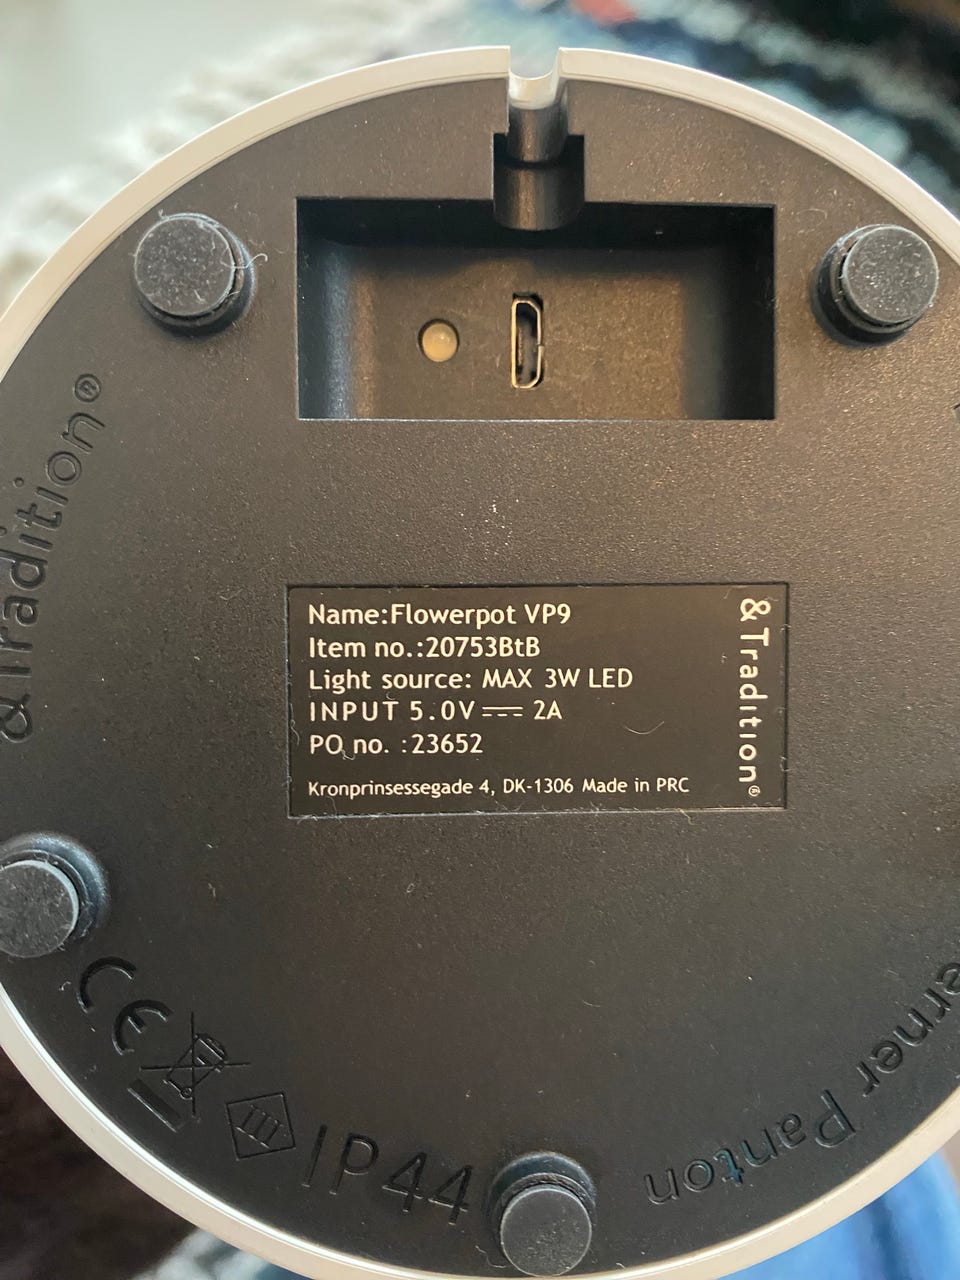 &Tradition®
Name:Flowerpot VP9
Item no.:20753BtB
Light source: MAX 3W LED
INPUT 5.0V ⎓ 2A
PO no. :23652
Kronprinsessegade 4, DK-1306 Made in PRC
&Tradition®
CE
III
IP44
Panton